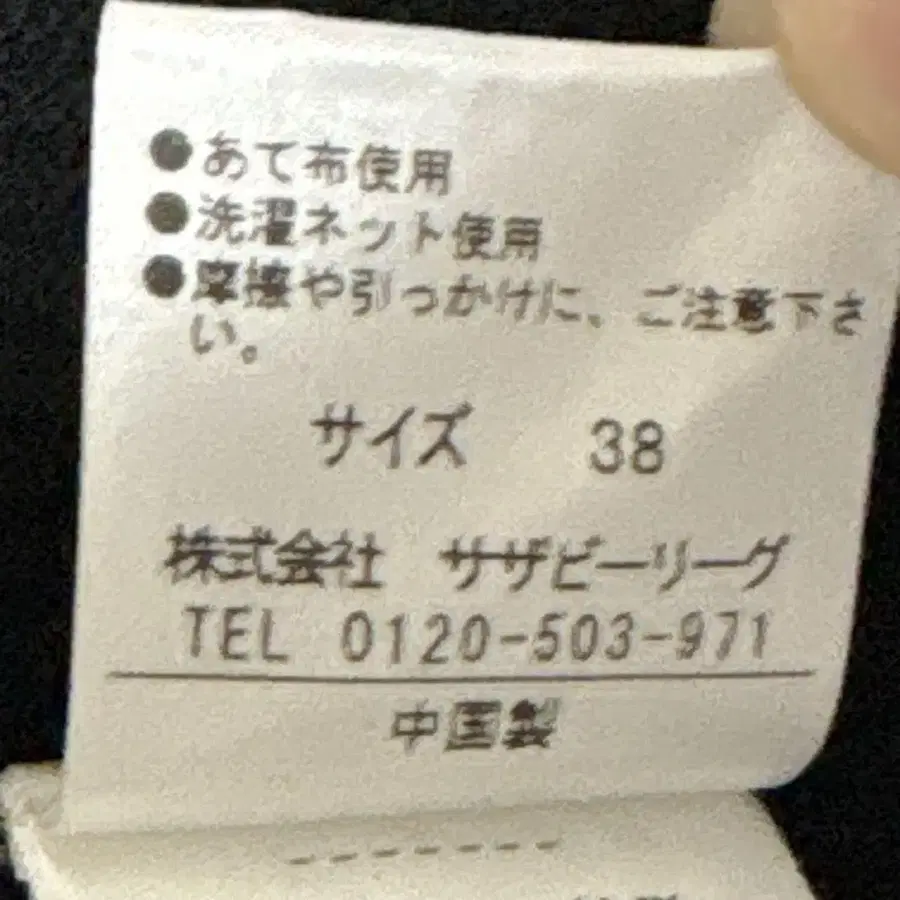 ●あて布使用
●洗濯ネット使用
●摩擦や引っかけに、ご注意下さ
い。
サイズ 38
株式会社 サザビーリーグ
TEL 0120-503-971
中国製